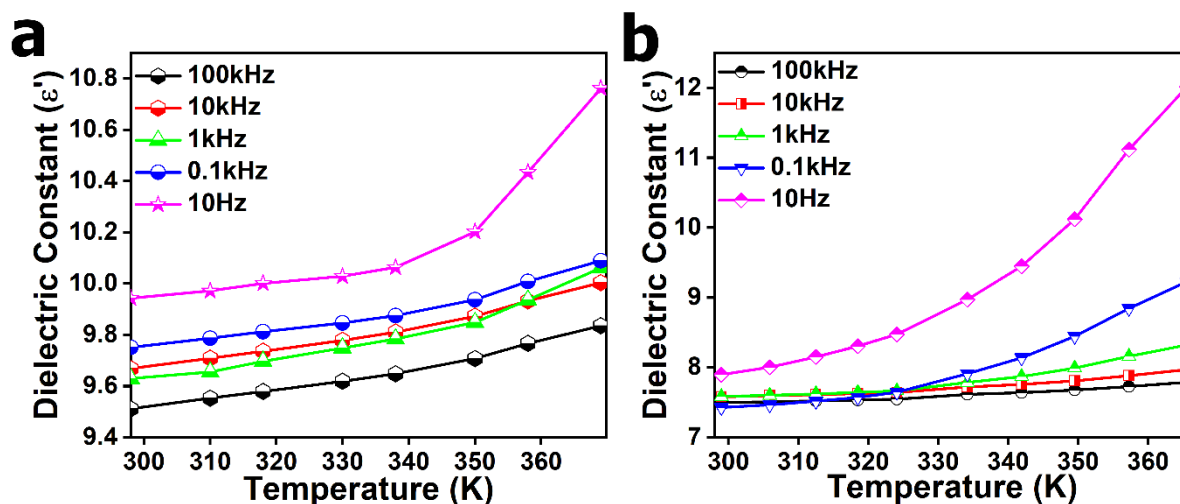 a
Dielectric Constant (ε')
10.8
10.6
10.4
10.2
10.0
9.8
9.6
9.4
100kHz
10kHz
1kHz
0.1kHz
10Hz
300 310 320 330 340 350 360
Temperature (K)
b
Dielectric Constant (ε')
12
11
10
9
8
7
100kHz
10kHz
1kHz
0.1kHz
10Hz
300 310 320 330 340 350 360
Temperature (K)